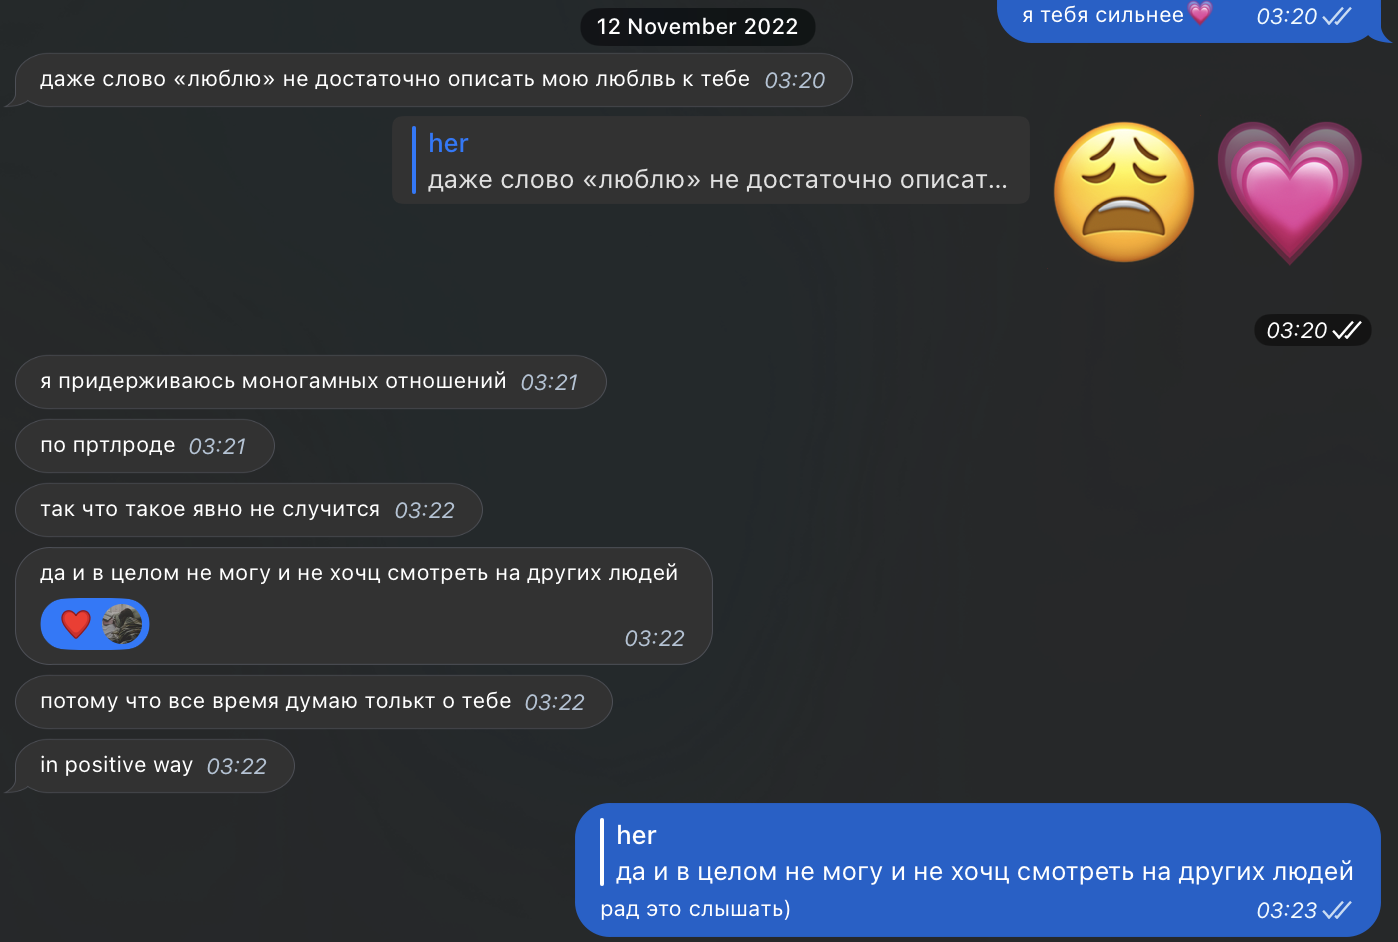 я тебя сильнее💗 03:20
12 November 2022
даже слово «люблю» не достаточно описать мою люблвь к тебе 03:20
her
даже слово «люблю» не достаточно описат...
😩💗
03:20
я придерживаюсь моногамных отношений 03:21
по пртлроде 03:21
так что такое явно не случится 03:22
да и в целом не могу и не хочц смотреть на других людей
❤️ 03:22
потому что все время думаю толькт о тебе 03:22
in positive way 03:22
her
да и в целом не могу и не хочц смотреть на других людей
рад это слышать) 03:23